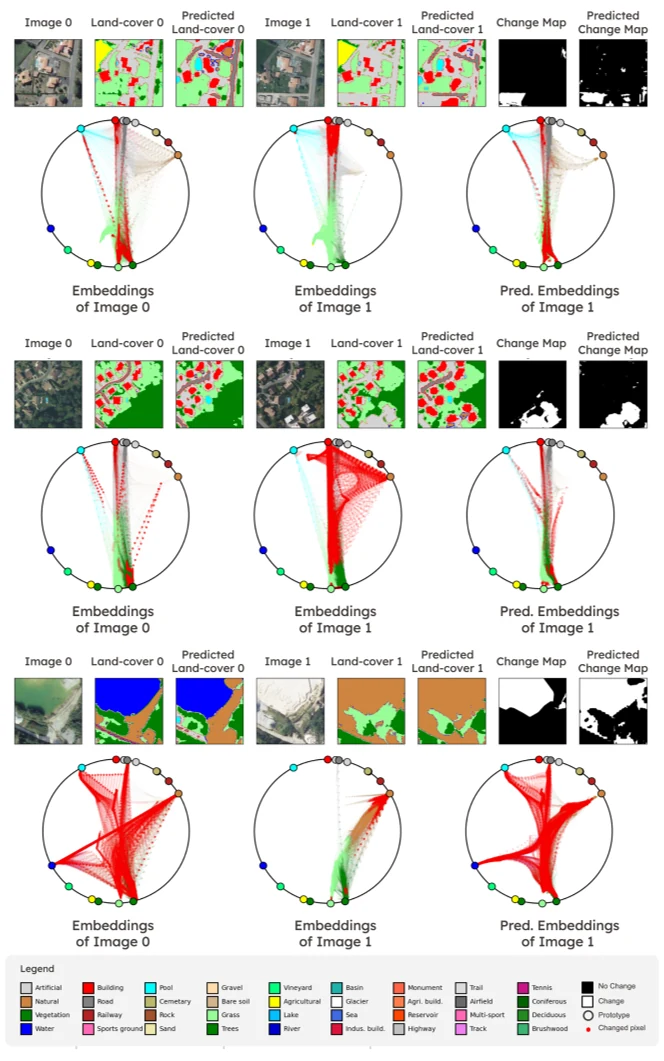 Image 0
Land-cover 0
Predicted
Land-cover 0
Image 1
Land-cover 1
Predicted
Land-cover 1
Change Map
Predicted
Change Map
Embeddings
of Image 0
Embeddings
of Image 1
Pred. Embeddings
of Image 1
Image 0
Land-cover 0
Predicted
Land-cover 0
Image 1
Land-cover 1
Predicted
Land-cover 1
Change Map
Predicted
Change Map
Embeddings
of Image 0
Embeddings
of Image 1
Pred. Embeddings
of Image 1
Image 0
Land-cover 0
Predicted
Land-cover 0
Image 1
Land-cover 1
Predicted
Land-cover 1
Change Map
Predicted
Change Map
Embeddings
of Image 0
Embeddings
of Image 1
Pred. Embeddings
of Image 1
Legend
Artificial Building Pool Gravel Vineyard Basin Monument Trail Tennis No Change
Natural Road Cemetary Bare soil Agricultural Glacier Agri. build. Airfield Coniferous Change
Vegetation Railway Rock Grass Lake Sea Reservoir Multi-sport Deciduous Prototype
Water Sports ground Sand Trees River Indus. build. Highway Track Brushwood Changed pixel